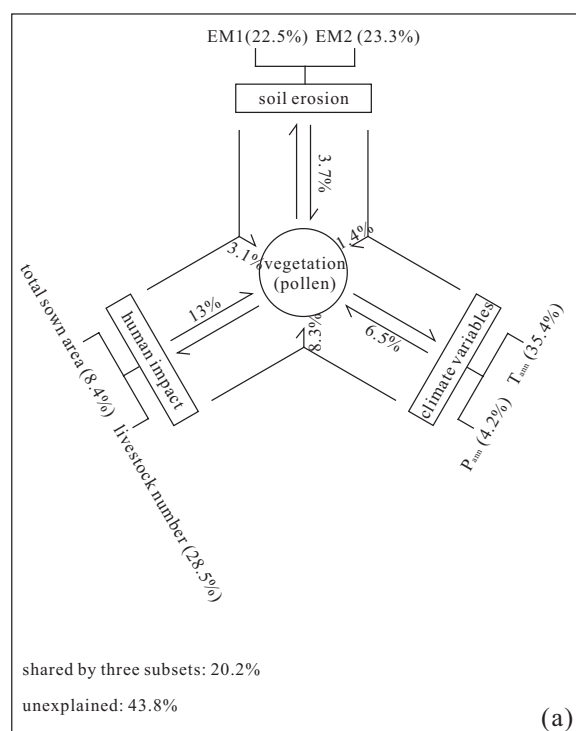 EM1(22.5%) EM2 (23.3%)
soil erosion
3.7%
3.1%
1.4%
vegetation
(pollen)
13%
8.3%
6.5%
total sown area (8.4%)
human impact
livestock number (28.5%)
climate variables
Tann (35.4%)
Pann (4.2%)
shared by three subsets: 20.2%
unexplained: 43.8%
(a)